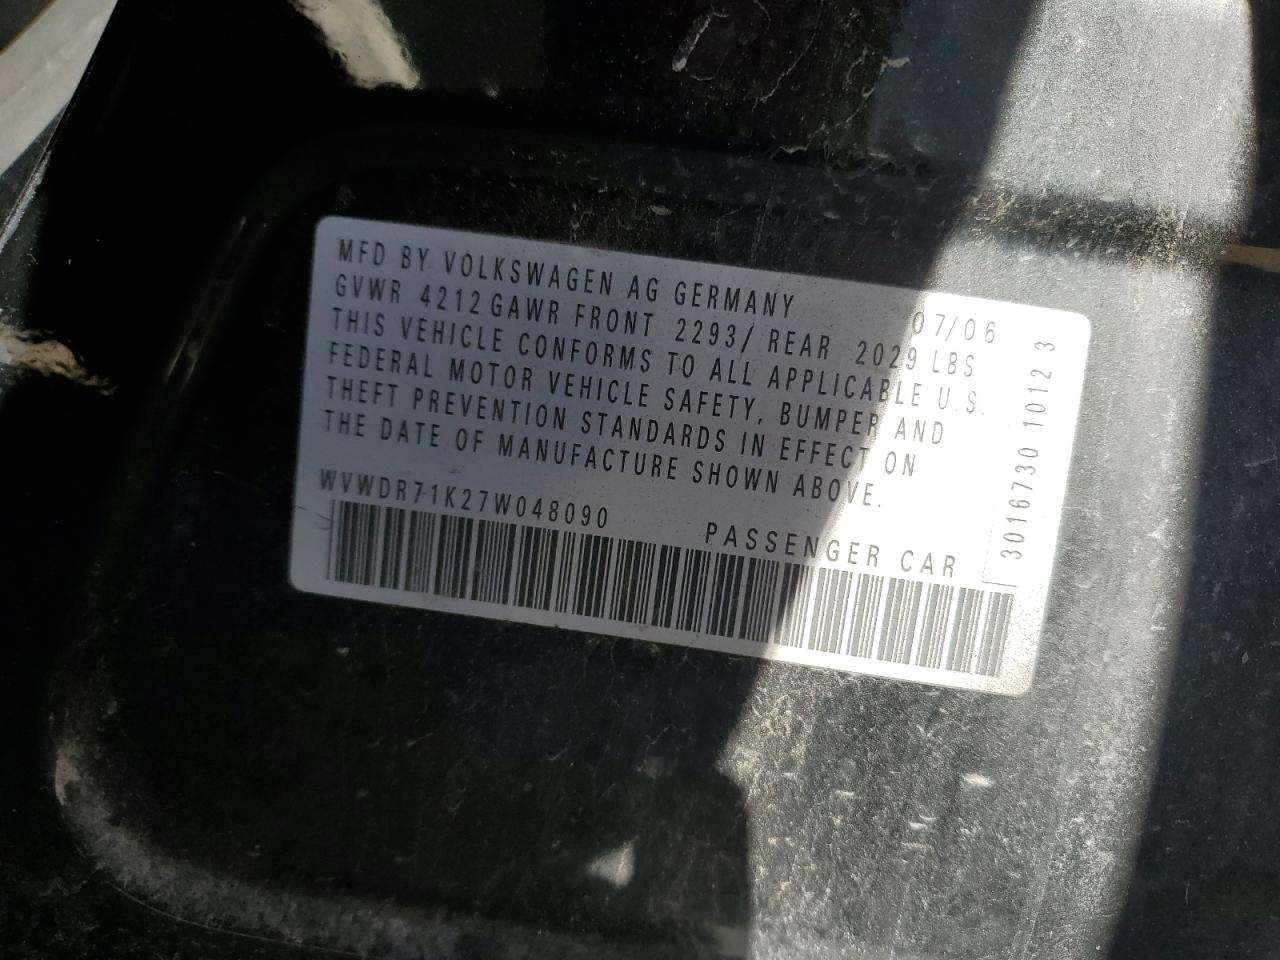 MFD BY VOLKSWAGEN AG GERMANY 07/06
GVWR 4212 GAWR FRONT 2293/ REAR 2029 LBS
THIS VEHICLE CONFORMS TO ALL APPLICABLE U.S.
FEDERAL MOTOR VEHICLE SAFETY, BUMPER AND
THEFT PREVENTION STANDARDS IN EFFECT ON
THE DATE OF MANUFACTURE SHOWN ABOVE.
WVWDR71K27W048090 PASSENGER CAR
3016730 10123